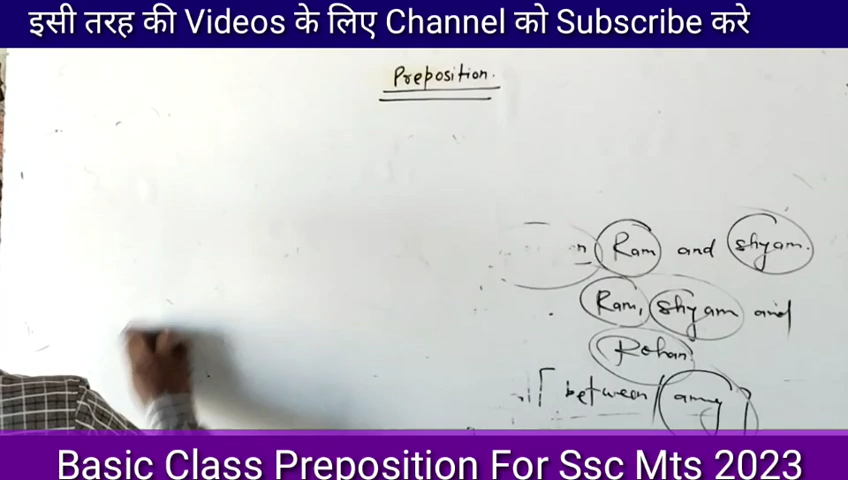 इसी तरह की Videos के लिए Channel को Subscribe करे
Preposition.
Ram and shyam.
Ram, shyam and
Rohan
between
Basic Class Preposition For Ssc Mts 2023